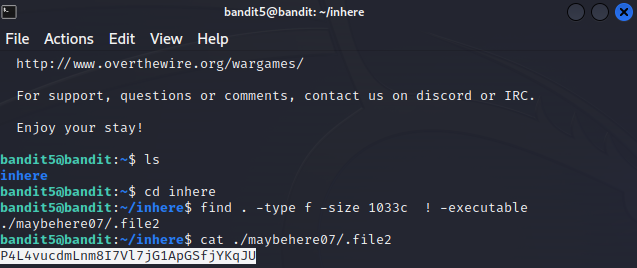 bandit5@bandit: ~/inhere
File Actions Edit View Help
http://www.overthewire.org/wargames/
For support, questions or comments, contact us on discord or IRC.
Enjoy your stay!
bandit5@bandit:~$ ls
inhere
bandit5@bandit:~$ cd inhere
bandit5@bandit:~/inhere$ find . -type f -size 1033c  ! -executable
./maybehere07/.file2
bandit5@bandit:~/inhere$ cat ./maybehere07/.file2
P4L4vucdmLnm8I7Vl7jG1ApGSfjYKqJU